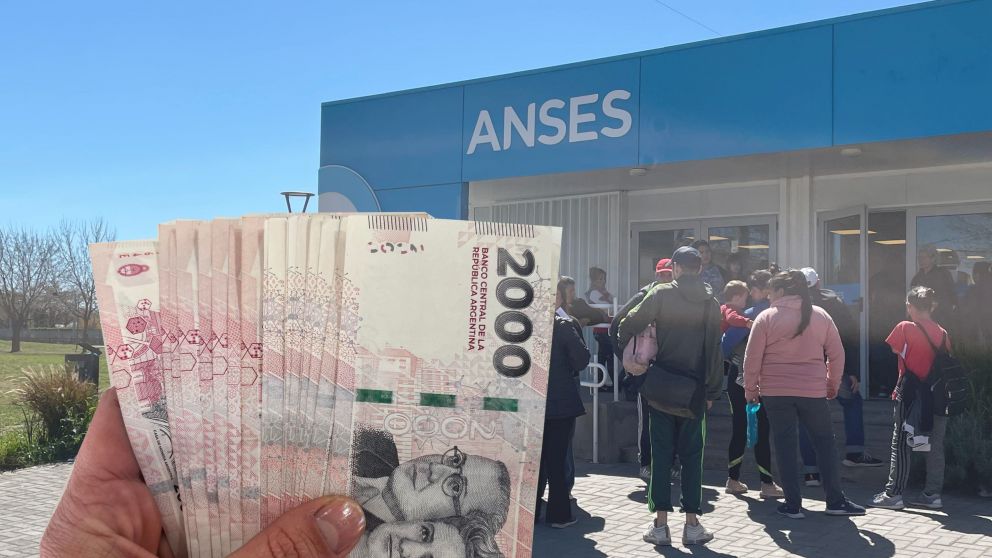 ANSES
2000
BANCO CENTRAL DE LA
REPÚBLICA ARGENTINA